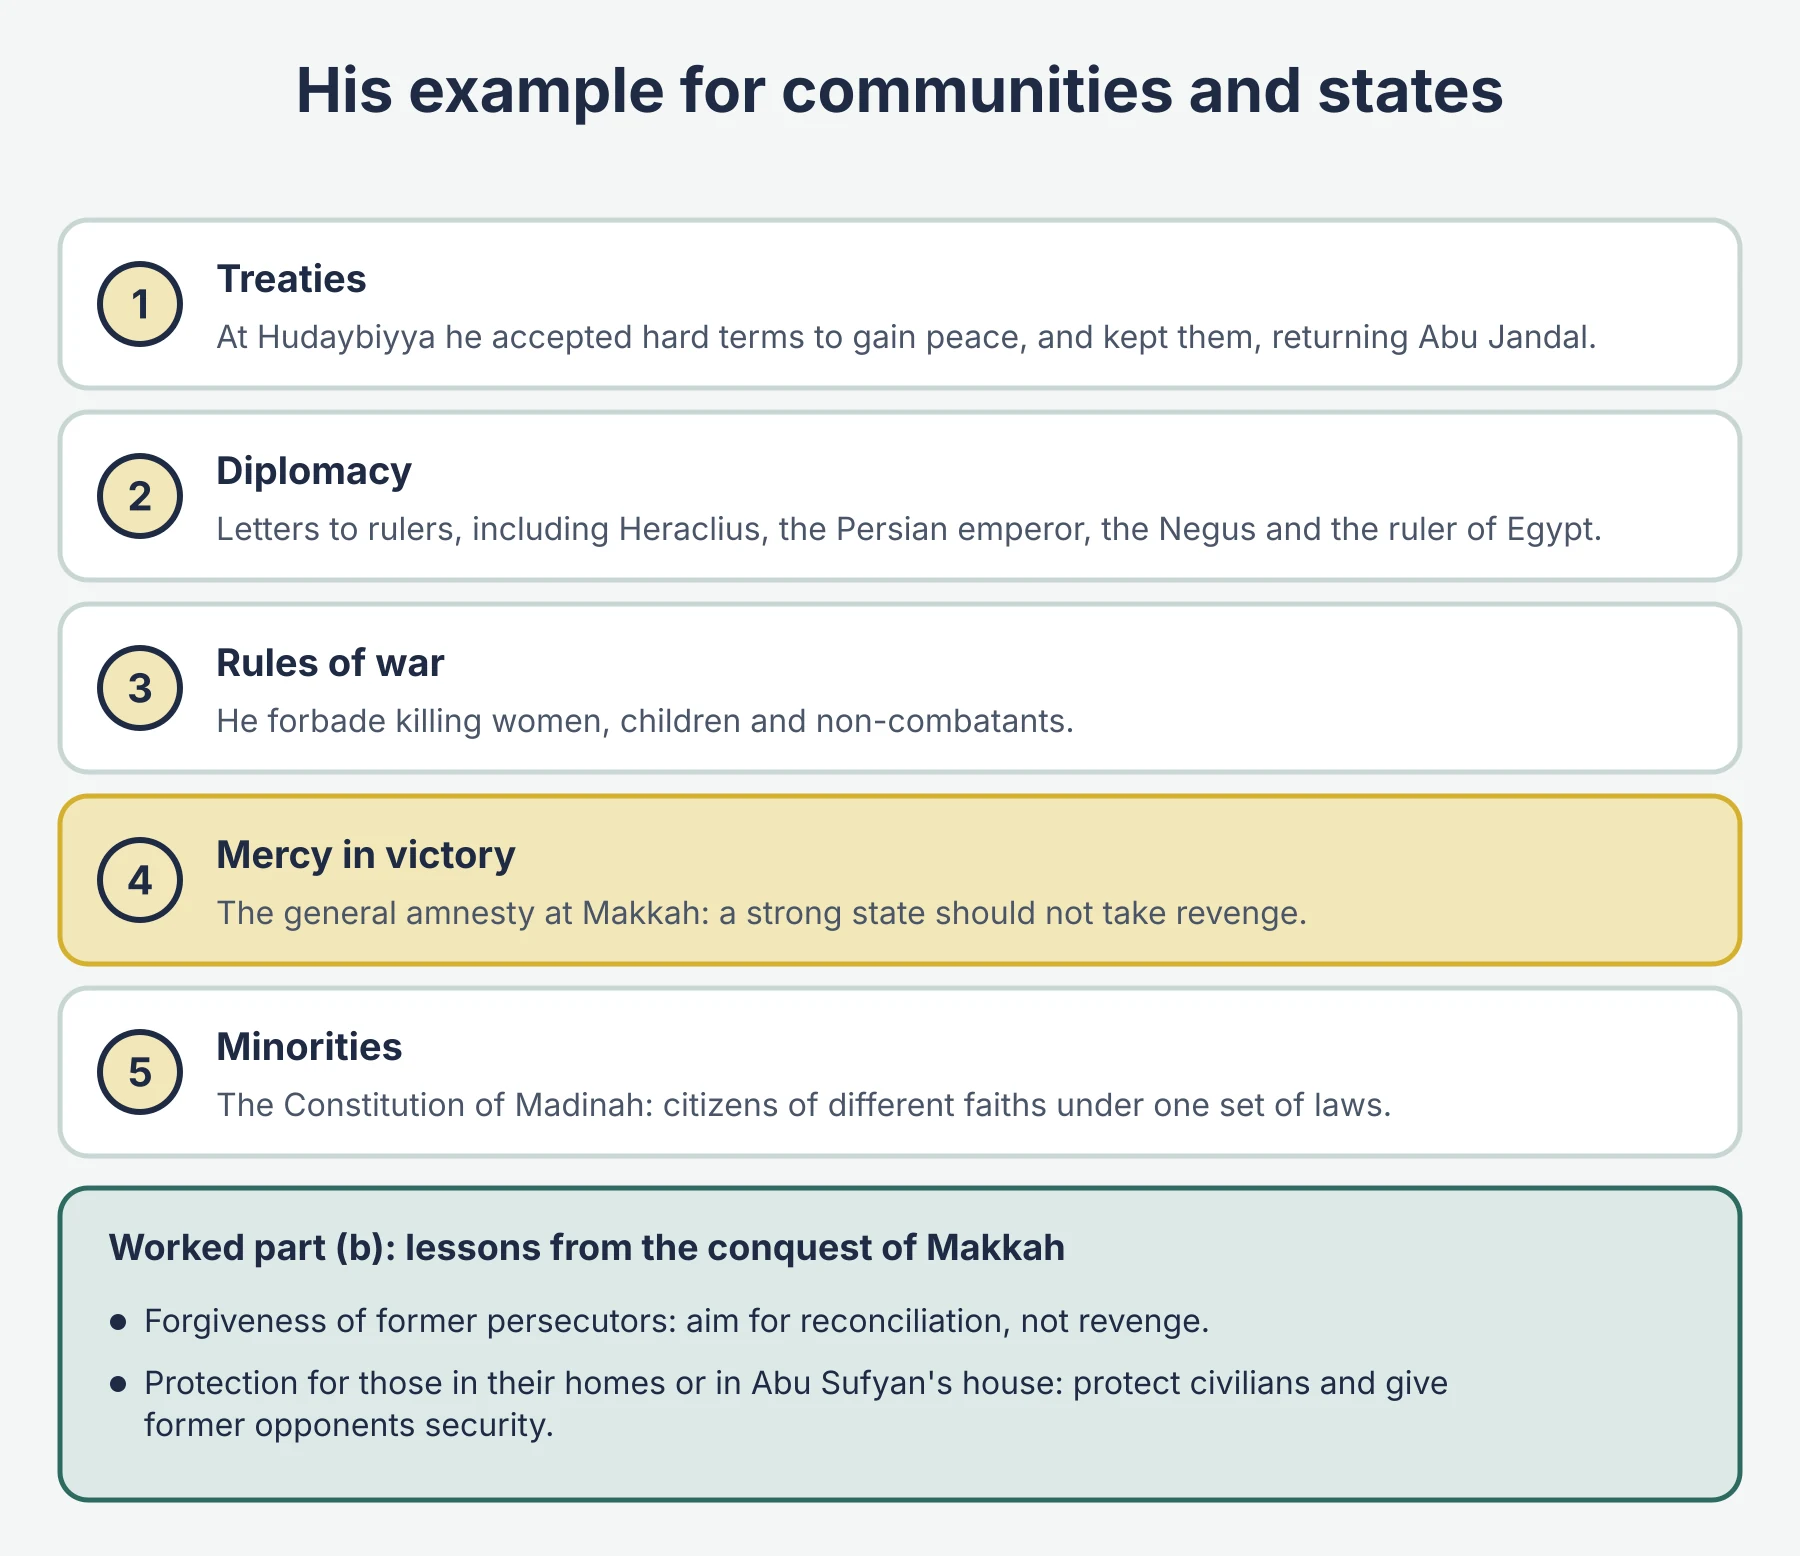 His example for communities and states
1
Treaties
At Hudaybiyya he accepted hard terms to gain peace, and kept them, returning Abu Jandal.
2
Diplomacy
Letters to rulers, including Heraclius, the Persian emperor, the Negus and the ruler of Egypt.
3
Rules of war
He forbade killing women, children and non-combatants.
4
Mercy in victory
The general amnesty at Makkah: a strong state should not take revenge.
5
Minorities
The Constitution of Madinah: citizens of different faiths under one set of laws.
Worked part (b): lessons from the conquest of Makkah
● Forgiveness of former persecutors: aim for reconciliation, not revenge.
● Protection for those in their homes or in Abu Sufyan's house: protect civilians and give
former opponents security.